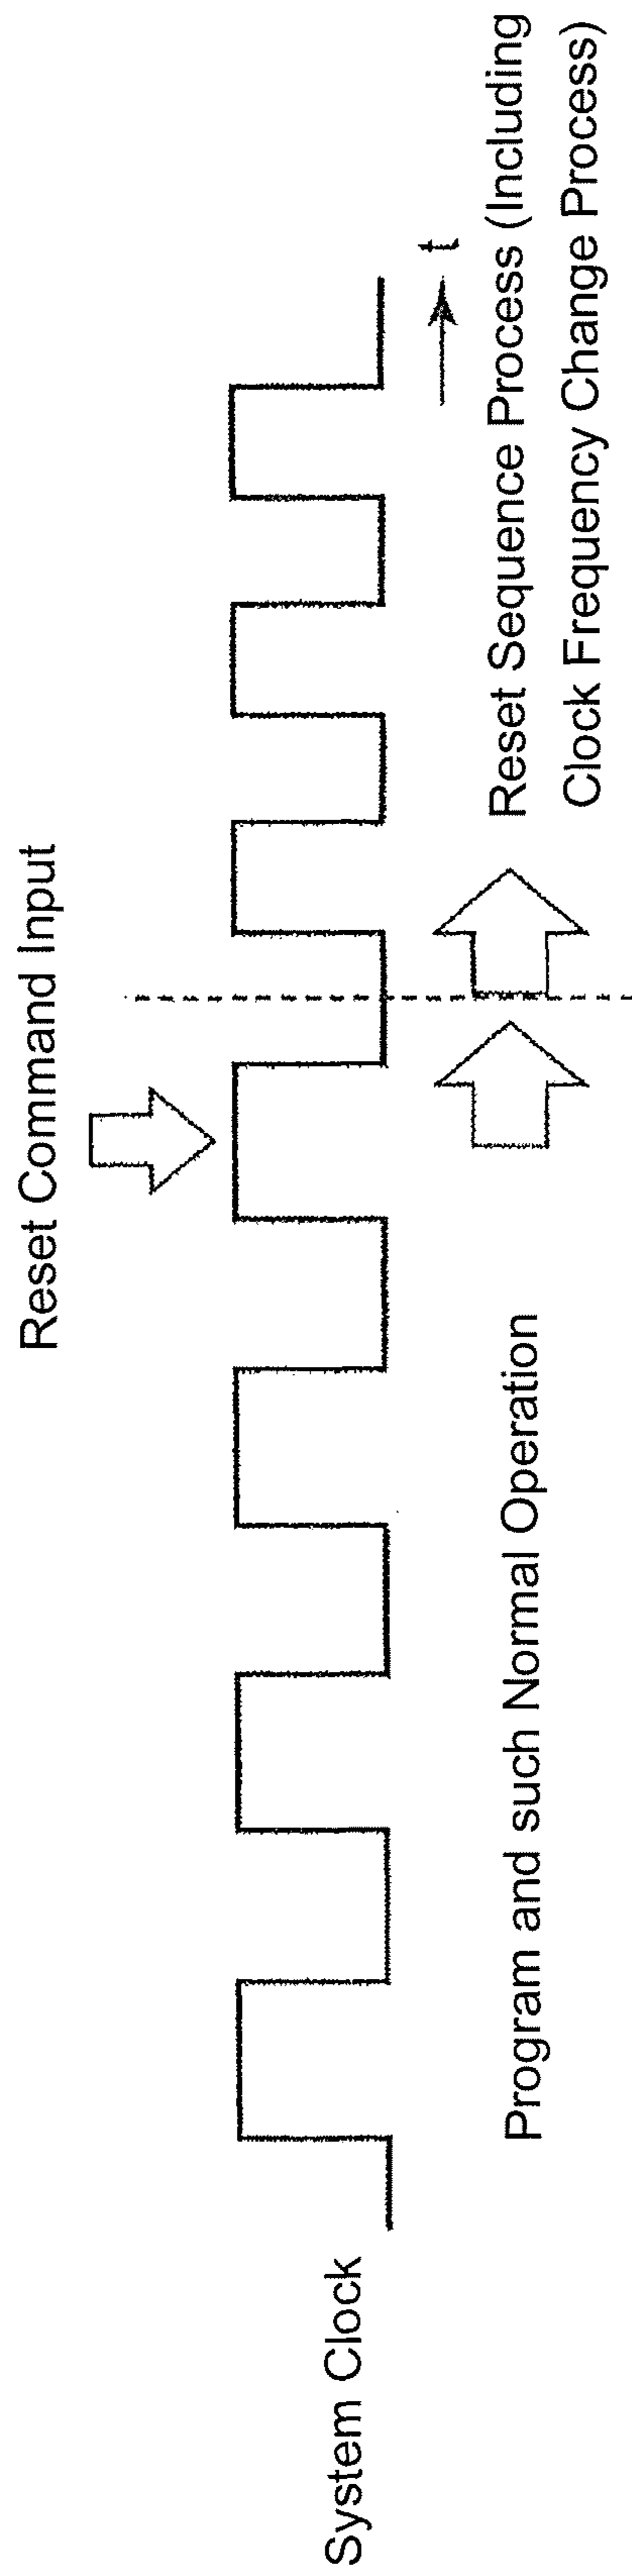 Reset Command Input
System Clock
t
Program and such Normal Operation
Reset Sequence Process (Including
Clock Frequency Change Process)